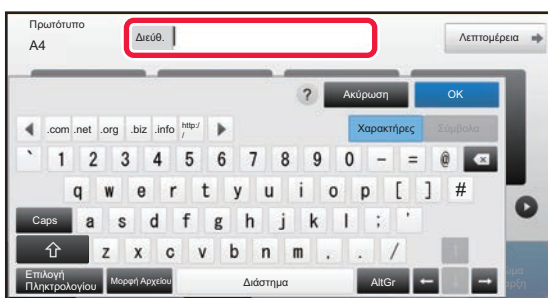 Πρωτότυπο
A4
Διεύθ.
Λεπτομέρεια
? Ακύρωση OK
.com .net .org .biz .info http://
Χαρακτήρες Σύμβολα
` 1 2 3 4 5 6 7 8 9 0 - = @
q w e r t y u i o p [ ] #
Caps a s d f g h j k l ; '
z x c v b n m . . /
Επιλογή
Πληκτρολογίου
Μορφή Αρχείου Διάστημα AltGr